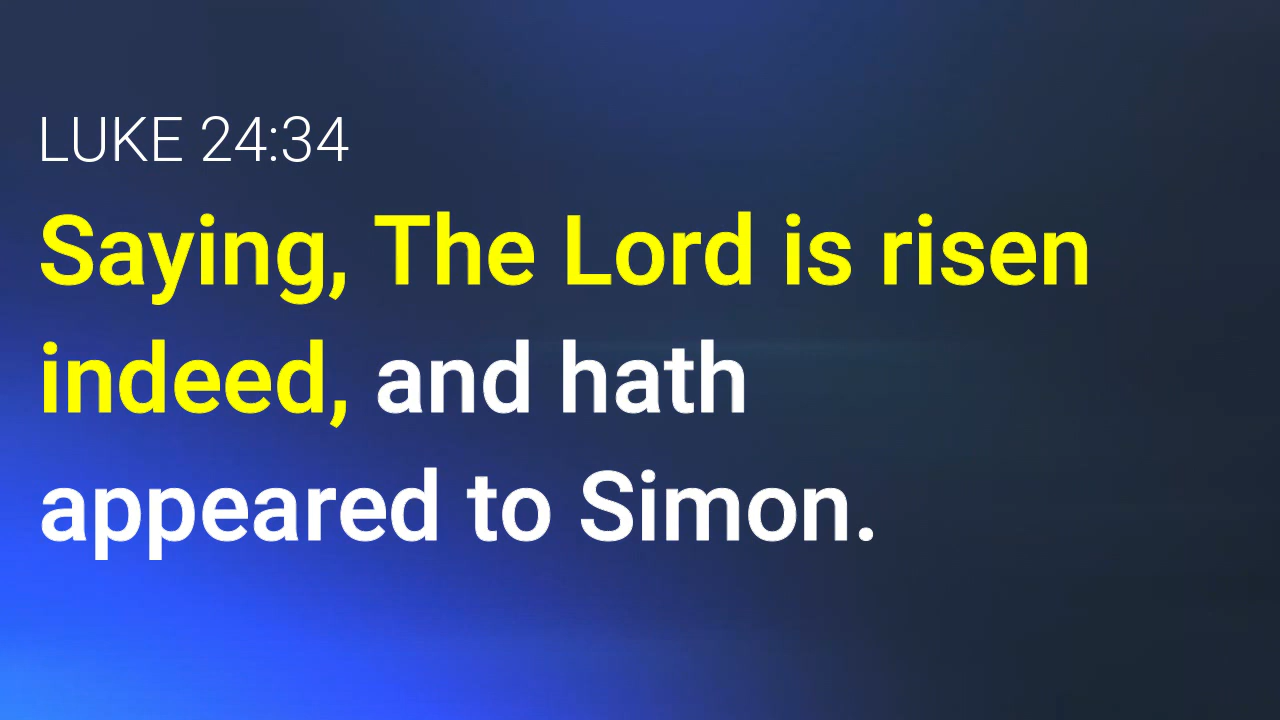 LUKE 24:34
Saying, The Lord is risen
indeed, and hath
appeared to Simon.